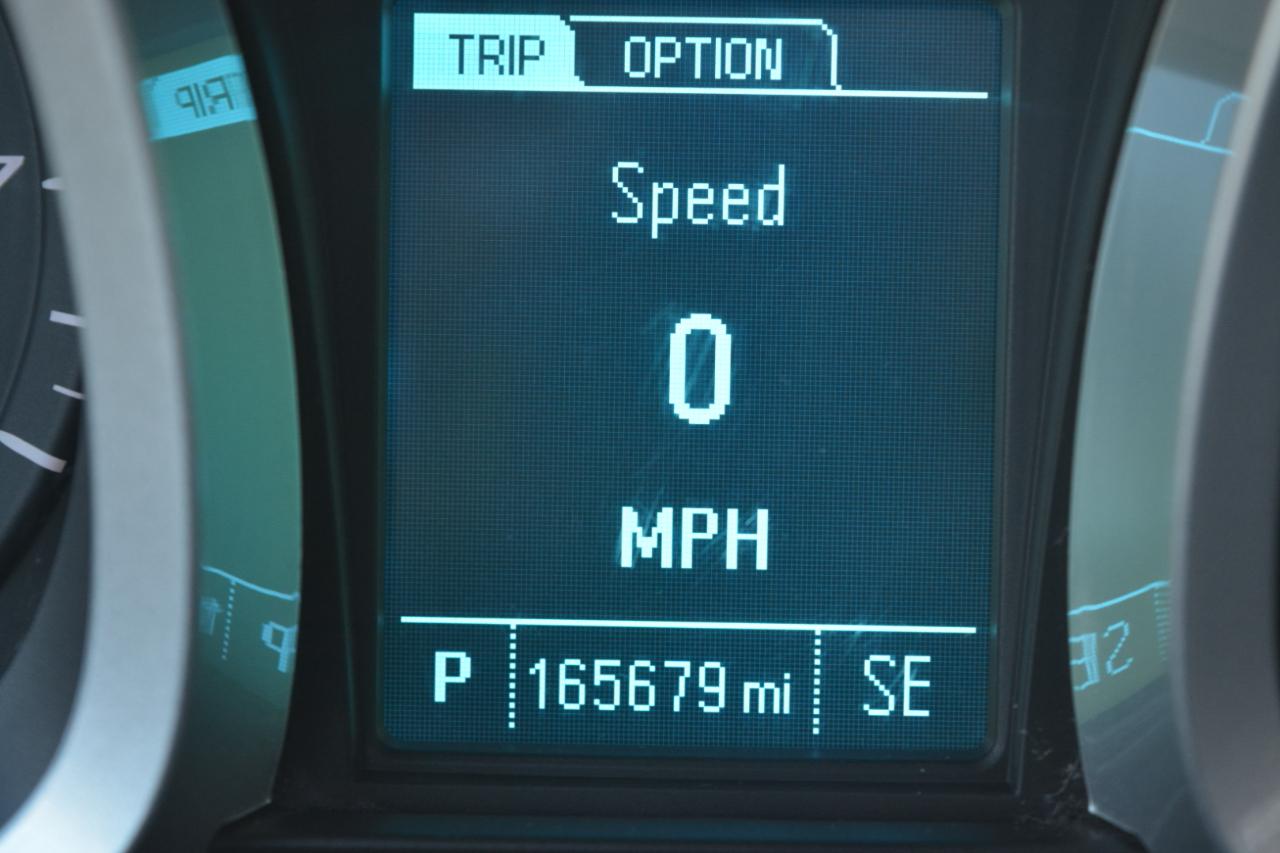 TRIP OPTION
Speed
0
MPH
P 165679 mi SE